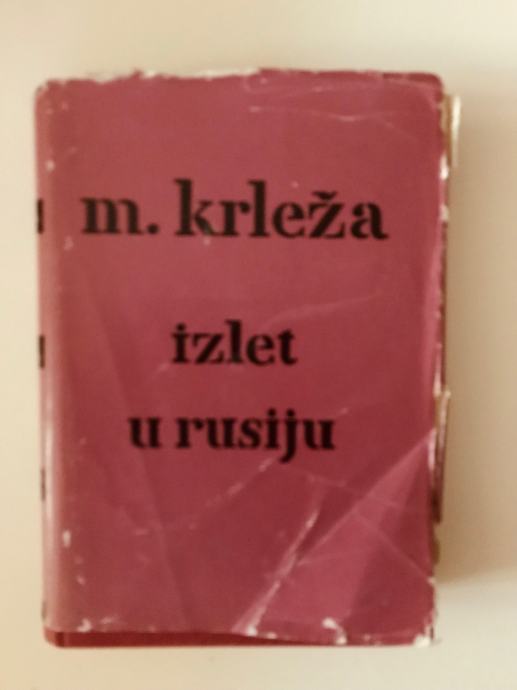 m. krleža
izlet
u rusiju